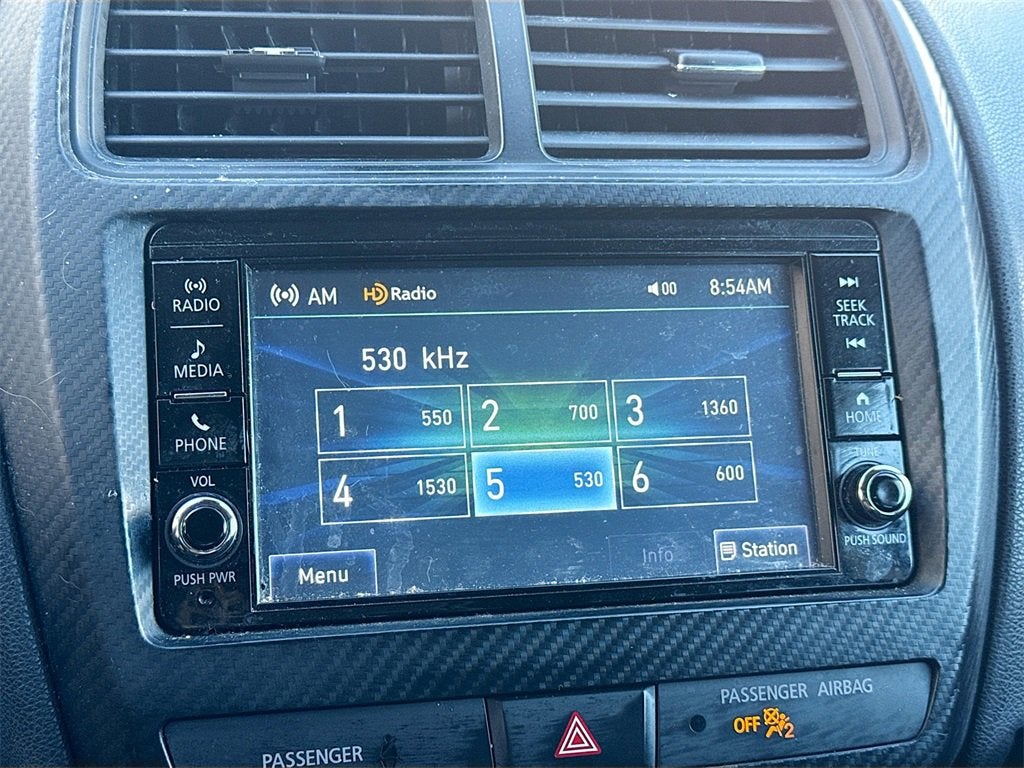 RADIO
MEDIA
PHONE
VOL
PUSH PWR
AM HD Radio 00 8:54AM
530 kHz
1 550 2 700 3 1360
4 1530 5 530 6 600
Menu Info Station
SEEK
TRACK
HOME
TUNE
PUSH SOUND
PASSENGER
PASSENGER AIRBAG
OFF 2